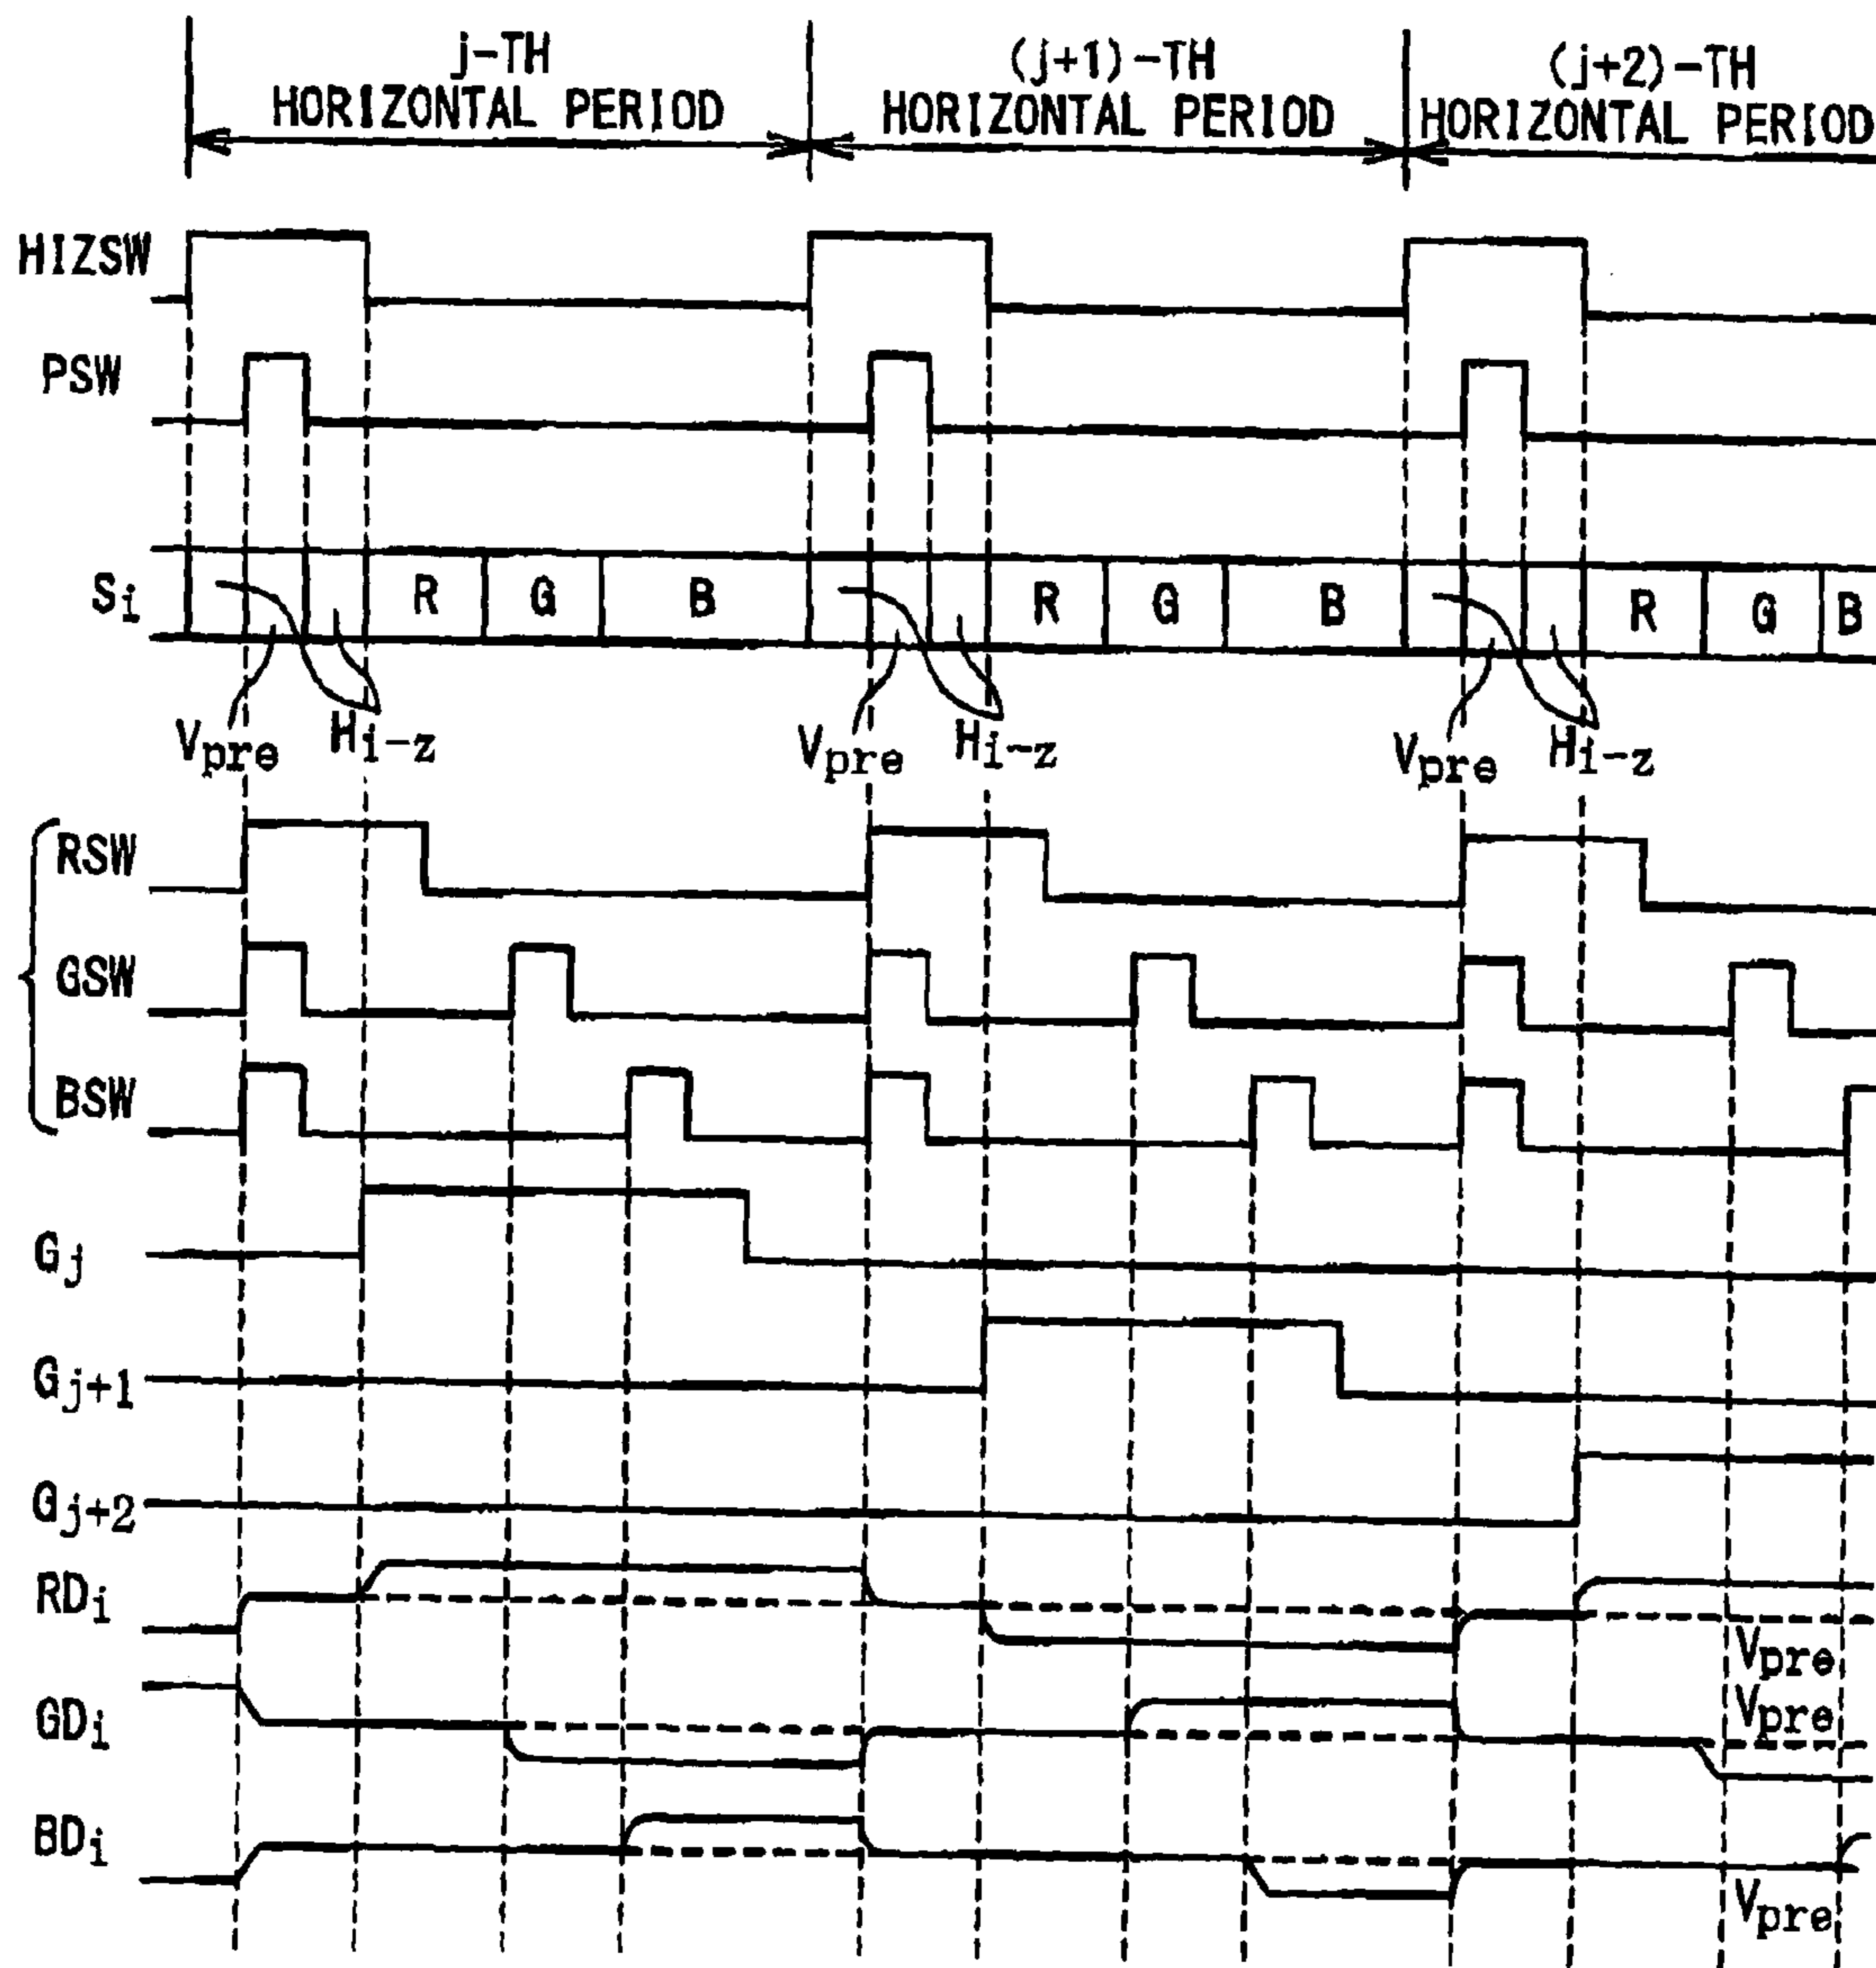 j-TH
HORIZONTAL PERIOD
(j+1)-TH
HORIZONTAL PERIOD
(j+2)-TH
HORIZONTAL PERIOD
HIZSW
PSW
Si R G B R G B R G B
Vpre Hi-z Vpre Hi-z Vpre Hi-z
RSW
GSW
BSW
Gj
Gj+1
Gj+2
RDi
Vpre
GDi
Vpre
BDi
Vpre